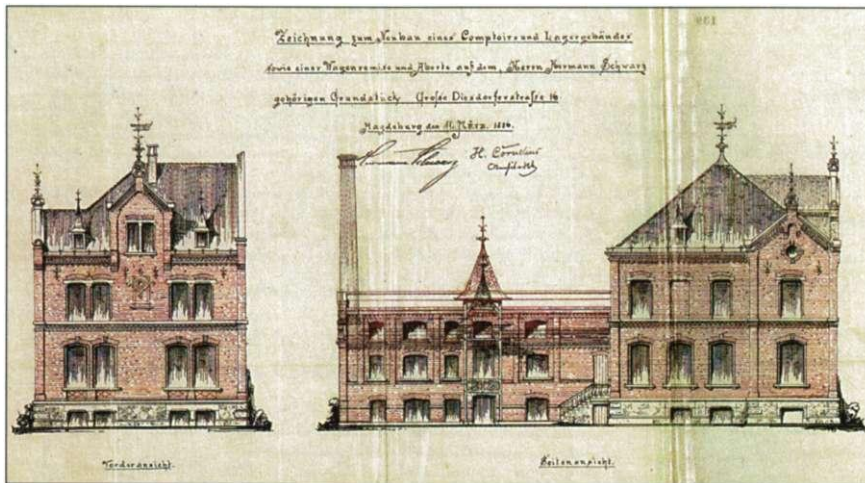 Zeichnung zum Neubau eines Comptoir und Lagergebäudes
sowie einer Wagenremise und Aborte auf dem, Herrn Hermann Schwarz
gehörigen Grundstück Große Diesdorferstraße 16
Magdeburg den 11. März. 1886.
H.
Vorderansicht.
Seitenansicht.